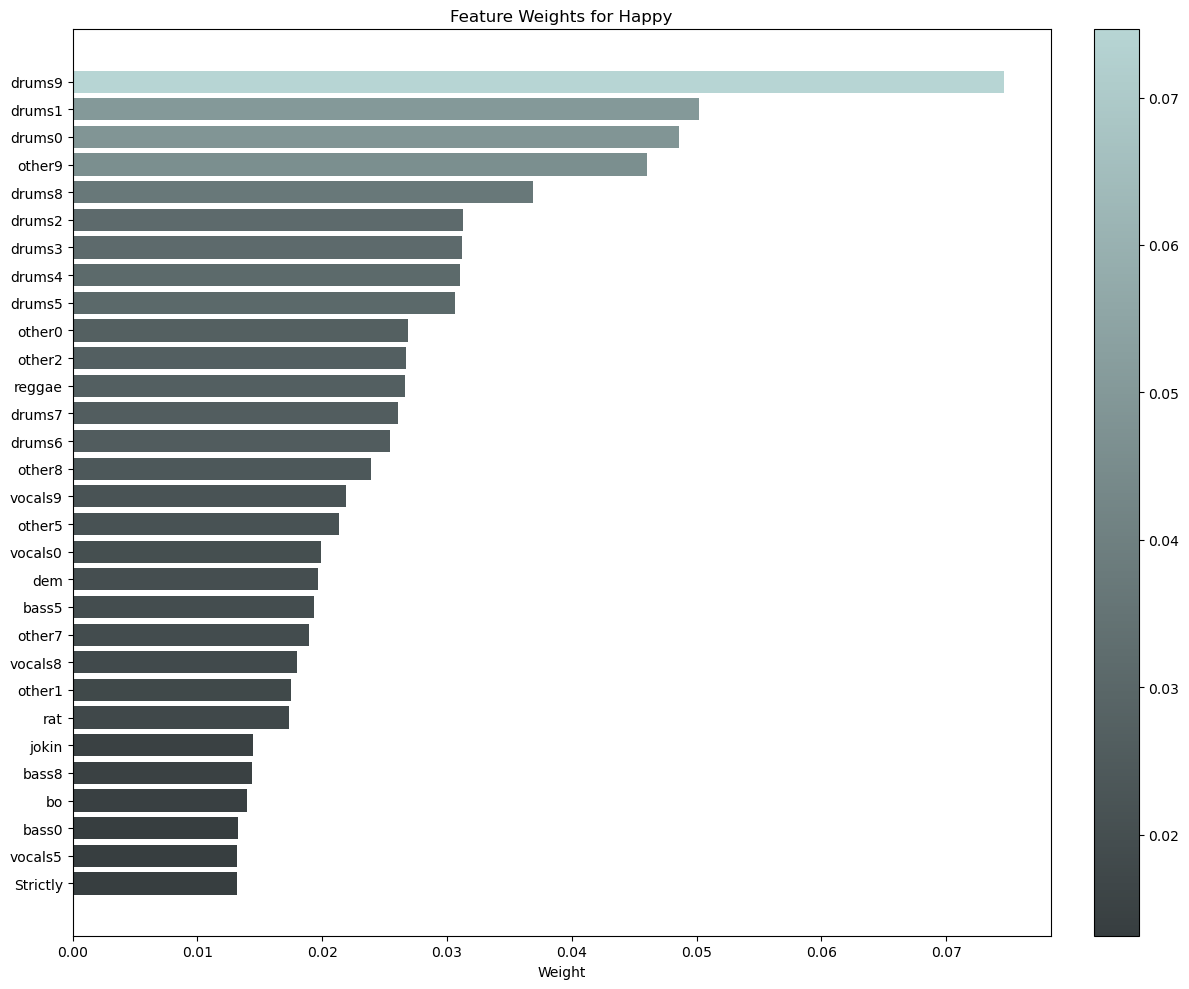 Feature Weights for Happy
drums9
drums1
drums0
other9
drums8
drums2
drums3
drums4
drums5
other0
other2
reggae
drums7
drums6
other8
vocals9
other5
vocals0
dem
bass5
other7
vocals8
other1
rat
jokin
bass8
bo
bass0
vocals5
Strictly
0.00 0.01 0.02 0.03 0.04 0.05 0.06 0.07
Weight
0.07
0.06
0.05
0.04
0.03
0.02